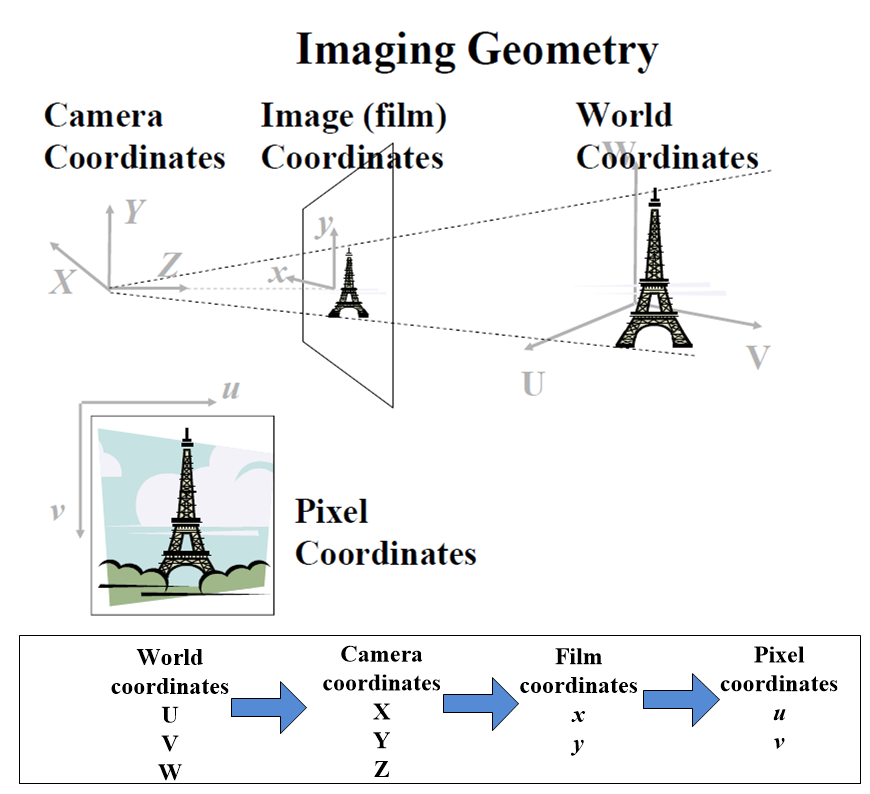 Imaging Geometry
Camera
Coordinates
Image (film)
Coordinates
World
Coordinates
W
Y
X
Z
y
x
U
V
u
v
Pixel
Coordinates
World
coordinates
U
V
W
Camera
coordinates
X
Y
Z
Film
coordinates
x
y
Pixel
coordinates
u
v